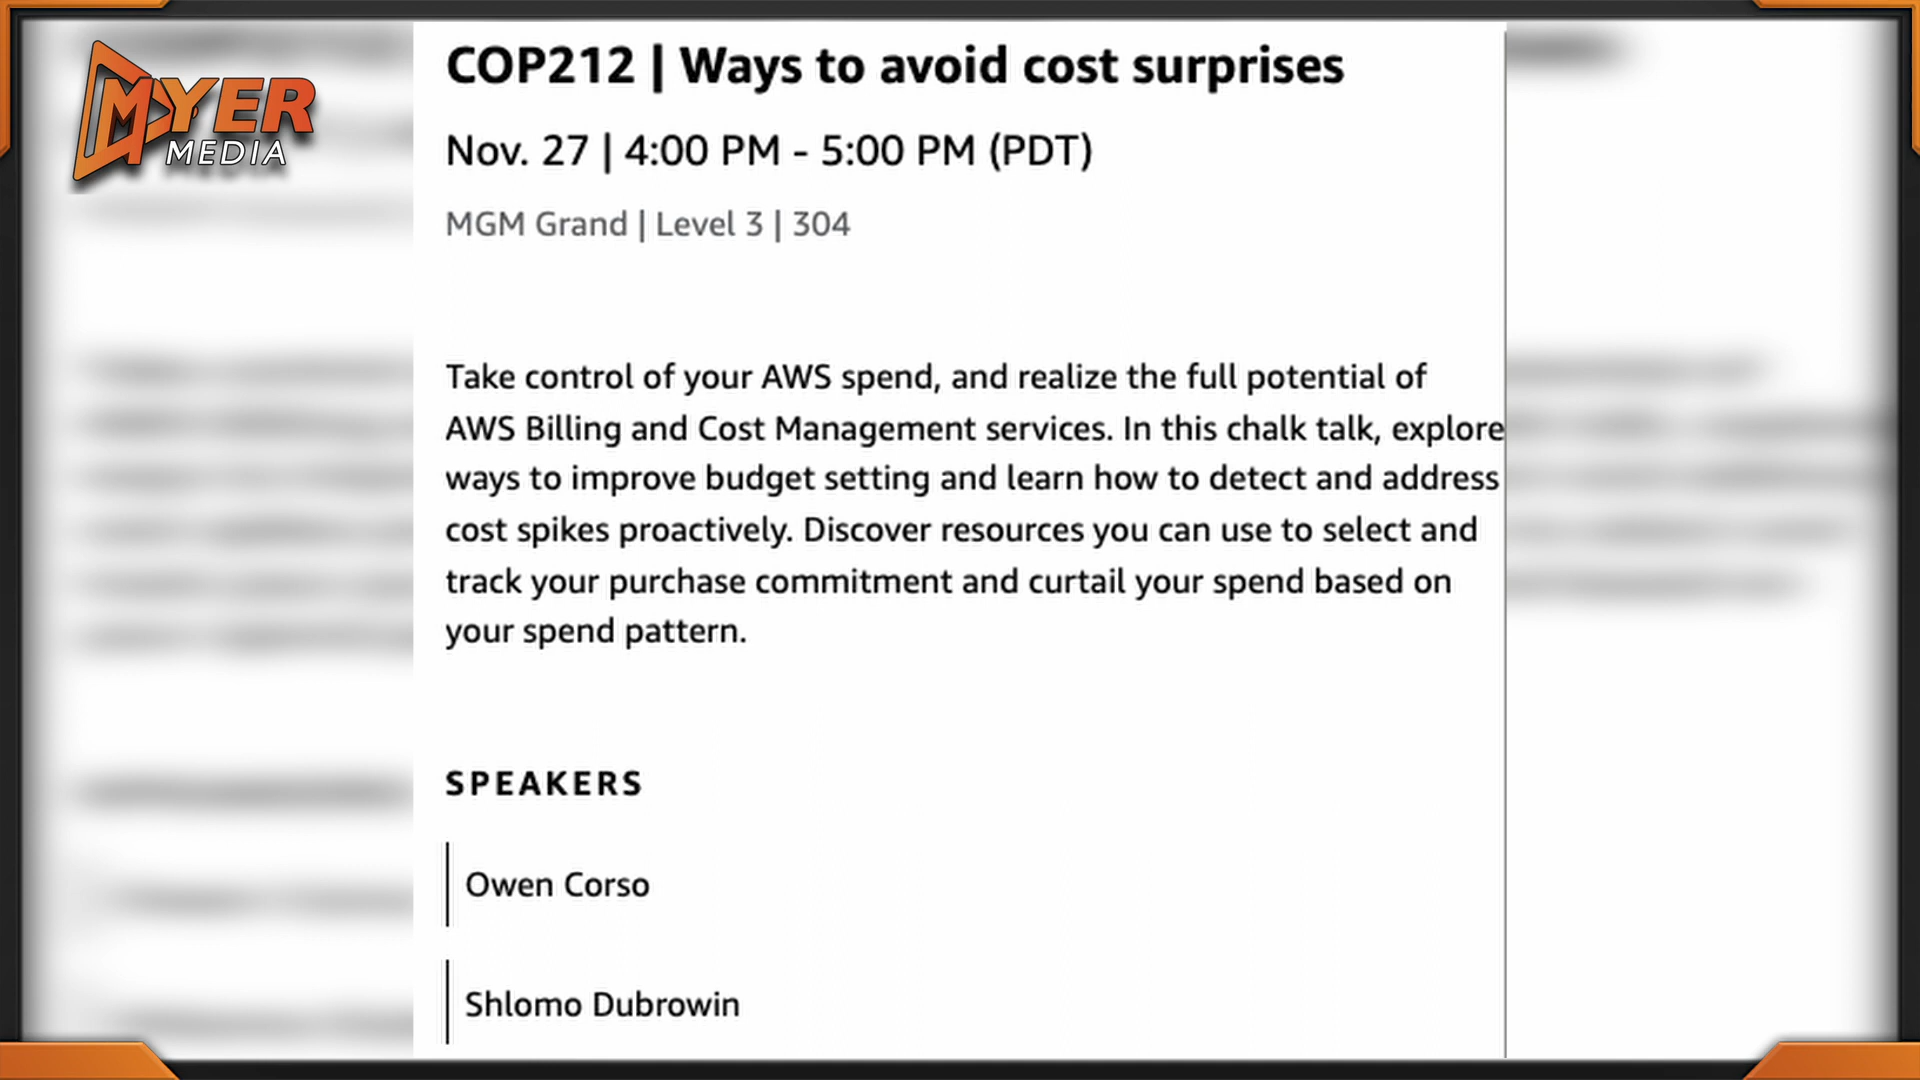 MYER
MEDIA
COP212 | Ways to avoid cost surprises
Nov. 27 | 4:00 PM - 5:00 PM (PDT)
MGM Grand | Level 3 | 304
Take control of your AWS spend, and realize the full potential of
AWS Billing and Cost Management services. In this chalk talk, explore
ways to improve budget setting and learn how to detect and address
cost spikes proactively. Discover resources you can use to select and
track your purchase commitment and curtail your spend based on
your spend pattern.
SPEAKERS
Owen Corso
Shlomo Dubrowin